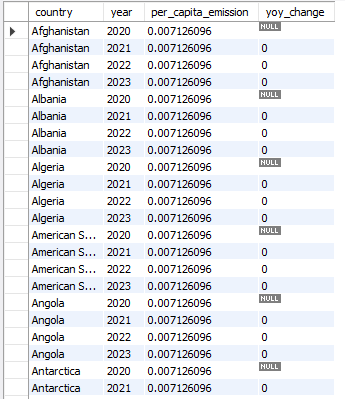 country year per_capita_emission yoy_change
Afghanistan 2020 0.007126096 NULL
Afghanistan 2021 0.007126096 0
Afghanistan 2022 0.007126096 0
Afghanistan 2023 0.007126096 0
Albania 2020 0.007126096 NULL
Albania 2021 0.007126096 0
Albania 2022 0.007126096 0
Albania 2023 0.007126096 0
Algeria 2020 0.007126096 NULL
Algeria 2021 0.007126096 0
Algeria 2022 0.007126096 0
Algeria 2023 0.007126096 0
American S... 2020 0.007126096 NULL
American S... 2021 0.007126096 0
American S... 2022 0.007126096 0
American S... 2023 0.007126096 0
Angola 2020 0.007126096 NULL
Angola 2021 0.007126096 0
Angola 2022 0.007126096 0
Angola 2023 0.007126096 0
Antarctica 2020 0.007126096 NULL
Antarctica 2021 0.007126096 0